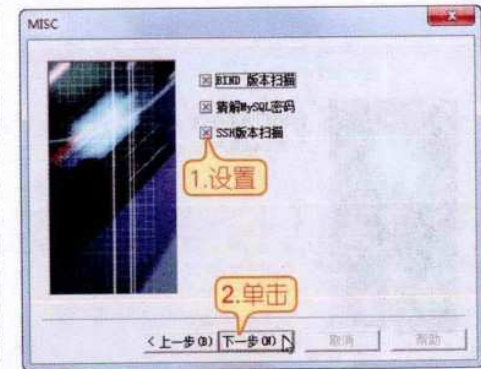 MISC
BIND 版本扫描
猜解MySQL密码
SSH版本扫描
1.设置
2.单击
<上一步(B) 下一步(N) 取消 帮助